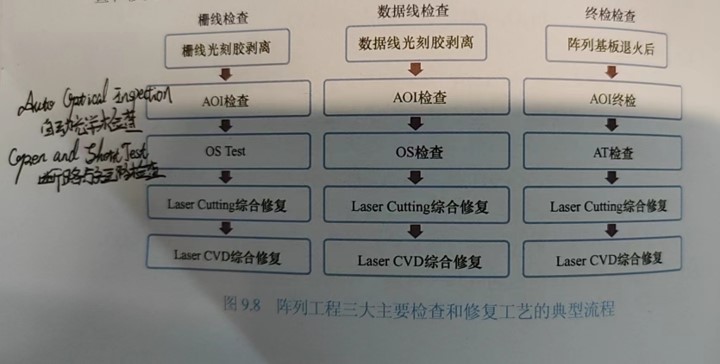 栅线检查
数据线检查
终检检查
栅线光刻胶剥离
数据线光刻胶剥离
阵列基板退火后
Auto Optical Inspection
自动光学检查
AOI检查
AOI检查
AOI终检
Open and Short Test
断路与短路检查
OS Test
OS检查
AT检查
Laser Cutting综合修复
Laser Cutting综合修复
Laser Cutting综合修复
Laser CVD综合修复
Laser CVD综合修复
Laser CVD综合修复
图 9.8 阵列工程三大主要检查和修复工艺的典型流程